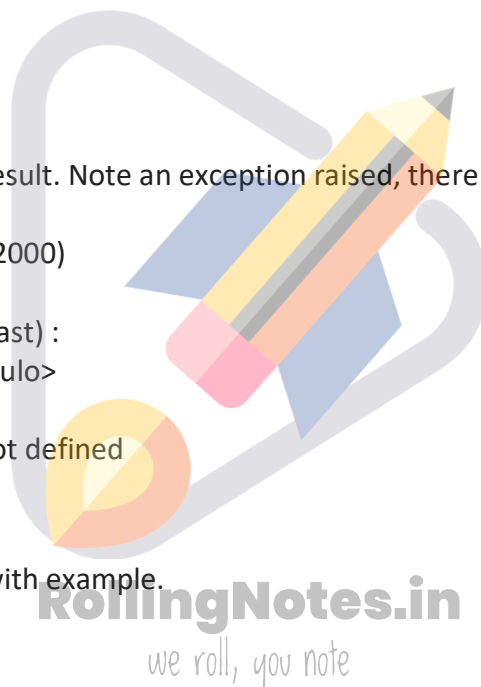 esult. Note an exception raised, there
2000)
ast) :
ulo>
ot defined
with example.
RollingNotes.in
we roll, you note